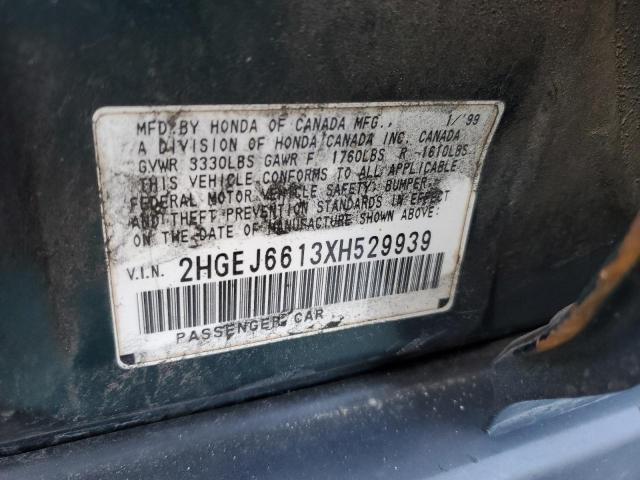 MFD BY HONDA OF CANADA MFG., 1/99
A DIVISION OF HONDA CANADA INC, CANADA
GVWR 3330LBS GAWR F 1760LBS R -1610LBS
THIS VEHICLE CONFORMS TO ALL APPLICABLE
FEDERAL MOTOR VEHICLE SAFETY, BUMPER,
AND THEFT PREVENTION STANDARDS IN EFFECT
ON THE DATE OF MANUFACTURE SHOWN ABOVE.
V.I.N. 2HGEJ6613XH529939
PASSENGER CAR